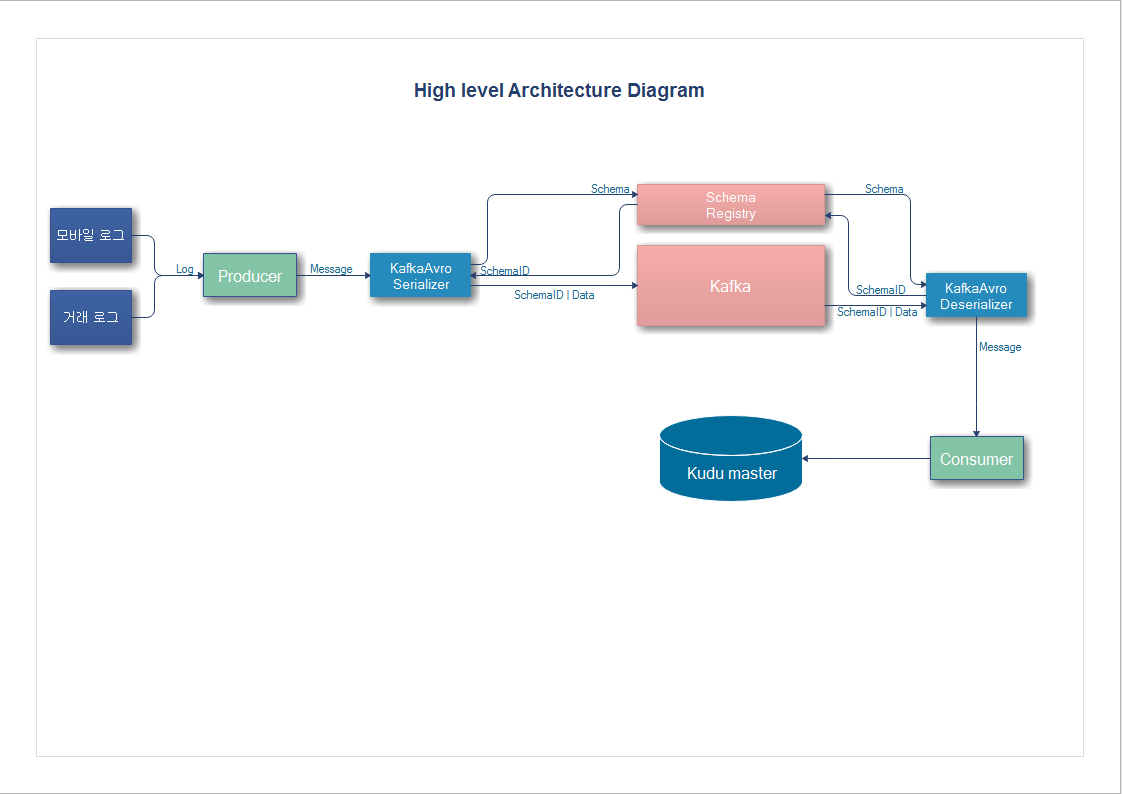 High level Architecture Diagram
Schema
Schema
Registry
Schema
모바일 로그
Log
Producer
Message
KafkaAvro
Serializer
SchemaID
SchemaID | Data
Kafka
SchemaID
SchemaID | Data
KafkaAvro
Deserializer
거래 로그
Message
Kudu master
Consumer